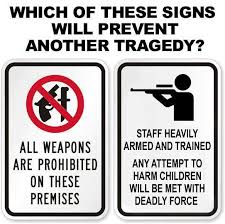 WHICH OF THESE SIGNS
WILL PREVENT
ANOTHER TRAGEDY?
ALL WEAPONS
ARE PROHIBITED
ON THESE
PREMISES
STAFF HEAVILY
ARMED AND TRAINED
ANY ATTEMPT TO
HARM CHILDREN
WILL BE MET WITH
DEADLY FORCE